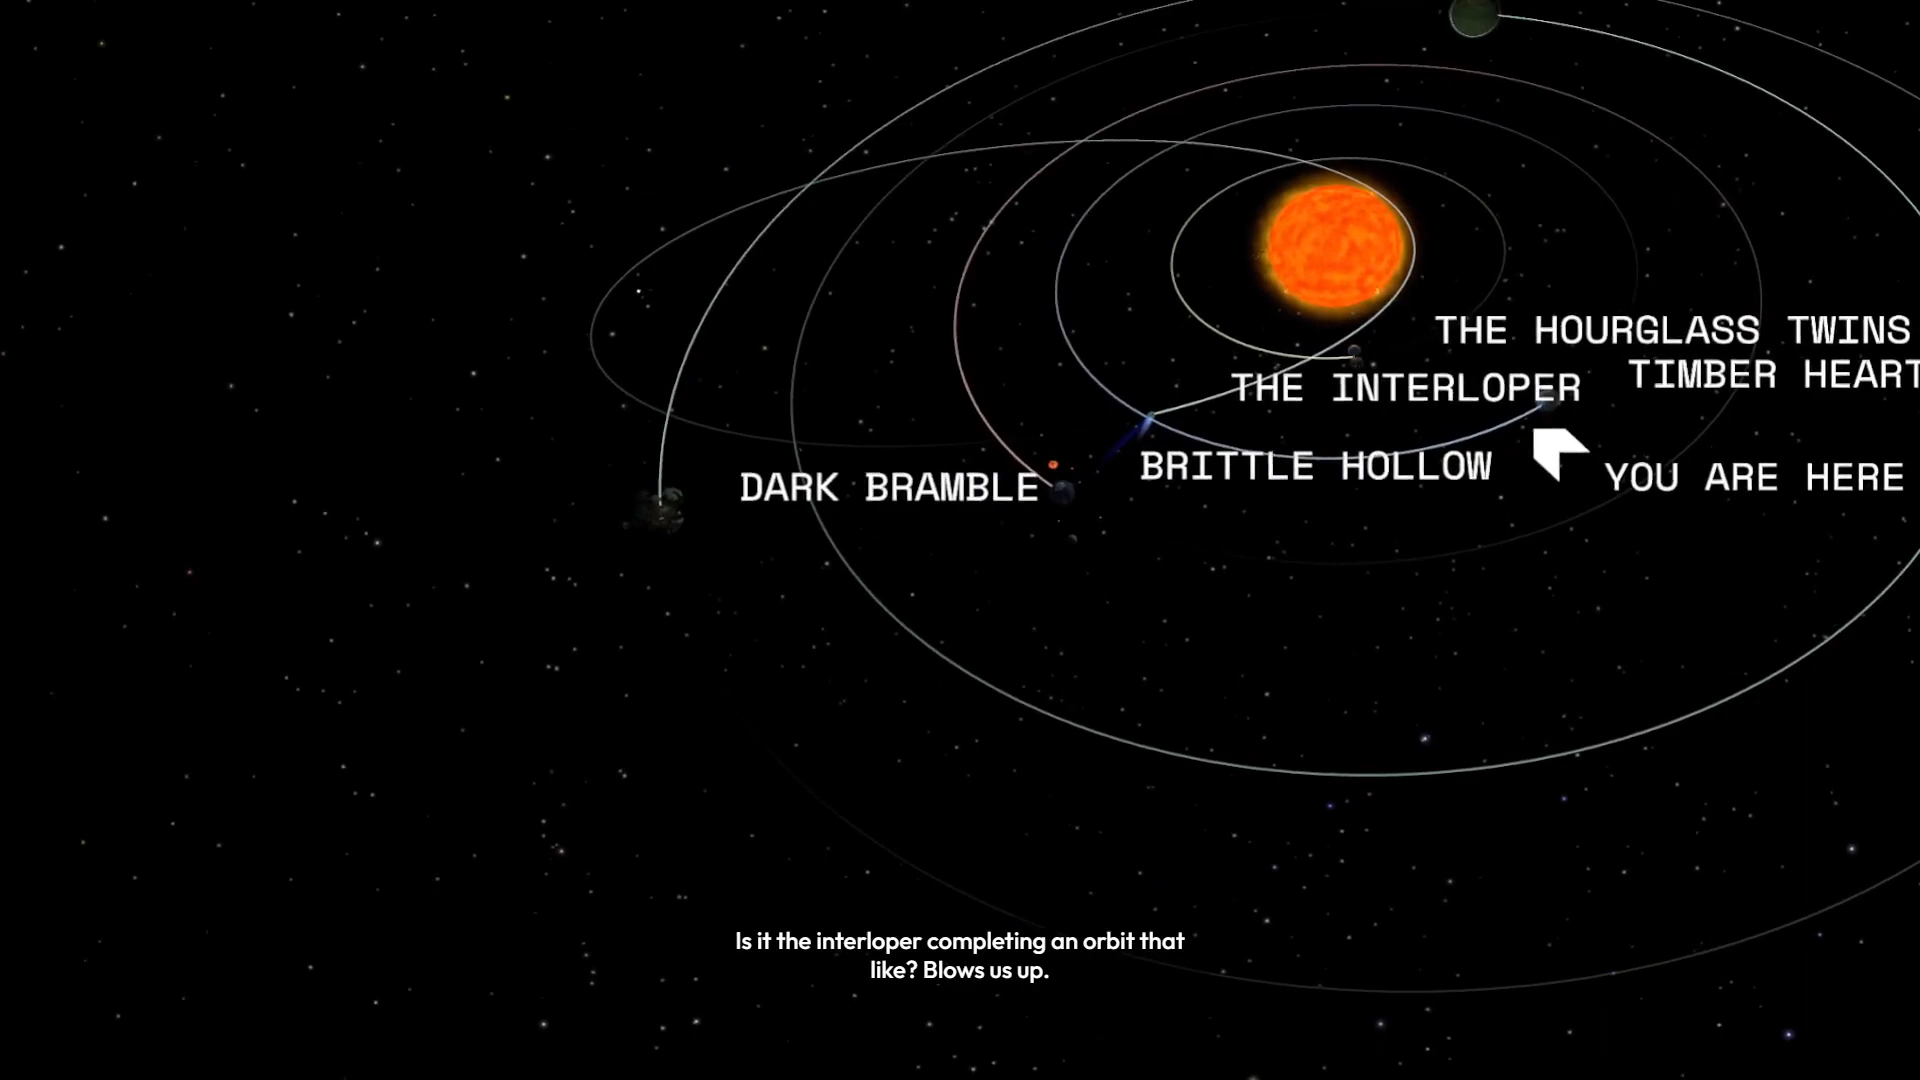 THE HOURGLASS TWINS
TIMBER HEART
THE INTERLOPER
BRITTLE HOLLOW
YOU ARE HERE
DARK BRAMBLE
Is it the interloper completing an orbit that
like? Blows us up.